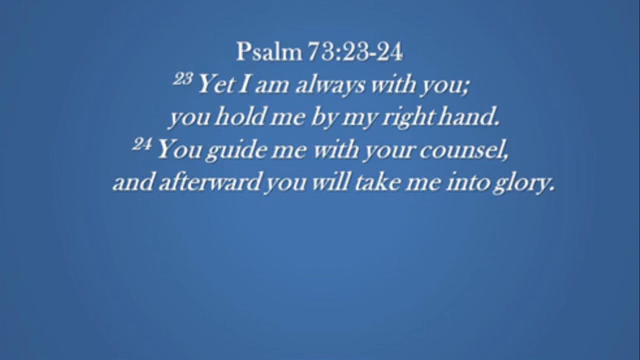 Psalm 73:23-24
23 Yet I am always with you;
you hold me by my right hand.
24 You guide me with your counsel,
and afterward you will take me into glory.